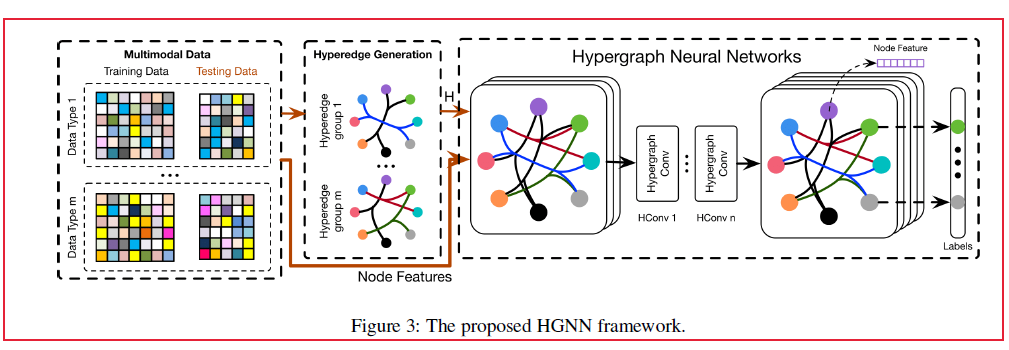 Multimodal Data
Training Data
Testing Data
Data Type 1
...
Data Type m
Hyperedge Generation
Hyperedge
group 1
...
Hyperedge
group m
H
Node Features
Hypergraph Neural Networks
Hypergraph
Conv
...
Hypergraph
Conv
HConv 1
HConv n
Node Feature
Labels
Figure 3: The proposed HGNN framework.